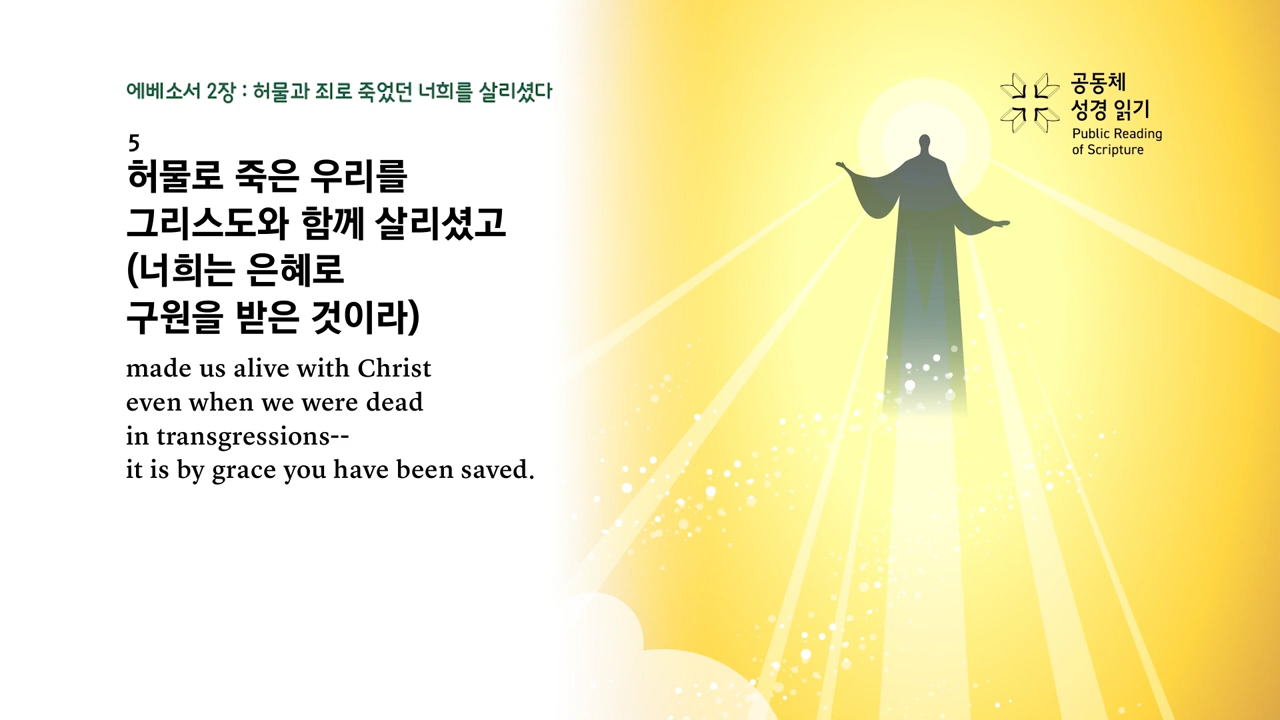 에베소서 2장 : 허물과 죄로 죽었던 너희를 살리셨다
5
허물로 죽은 우리를
그리스도와 함께 살리셨고
(너희는 은혜로
구원을 받은 것이라)
made us alive with Christ
even when we were dead
in transgressions--
it is by grace you have been saved.
공동체
성경 읽기
Public Reading
of Scripture